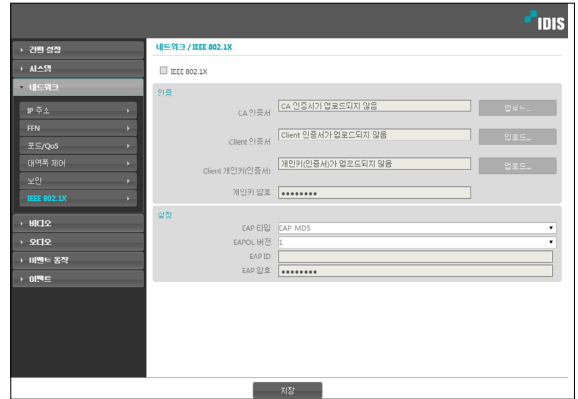 IDIS
간편 설정
시스템
네트워크
IP 주소
FEN
포트/QoS
대역폭 제어
보안
IEEE 802.1X
비디오
오디오
이벤트 동작
이벤트
네트워크 / IEEE 802.1X
IEEE 802.1X
인증
CA 인증서 CA 인증서가 업로드되지 않음 업로드...
Client 인증서 Client 인증서가 업로드되지 않음 업로드...
Client 개인키(인증서) 개인키(인증서)가 업로드되지 않음 업로드...
개인키 암호 ●●●●●●●●
설정
EAP 타입 EAP-MD5
EAPOL 버전 1
EAP ID
EAP 암호 ●●●●●●●●
저장